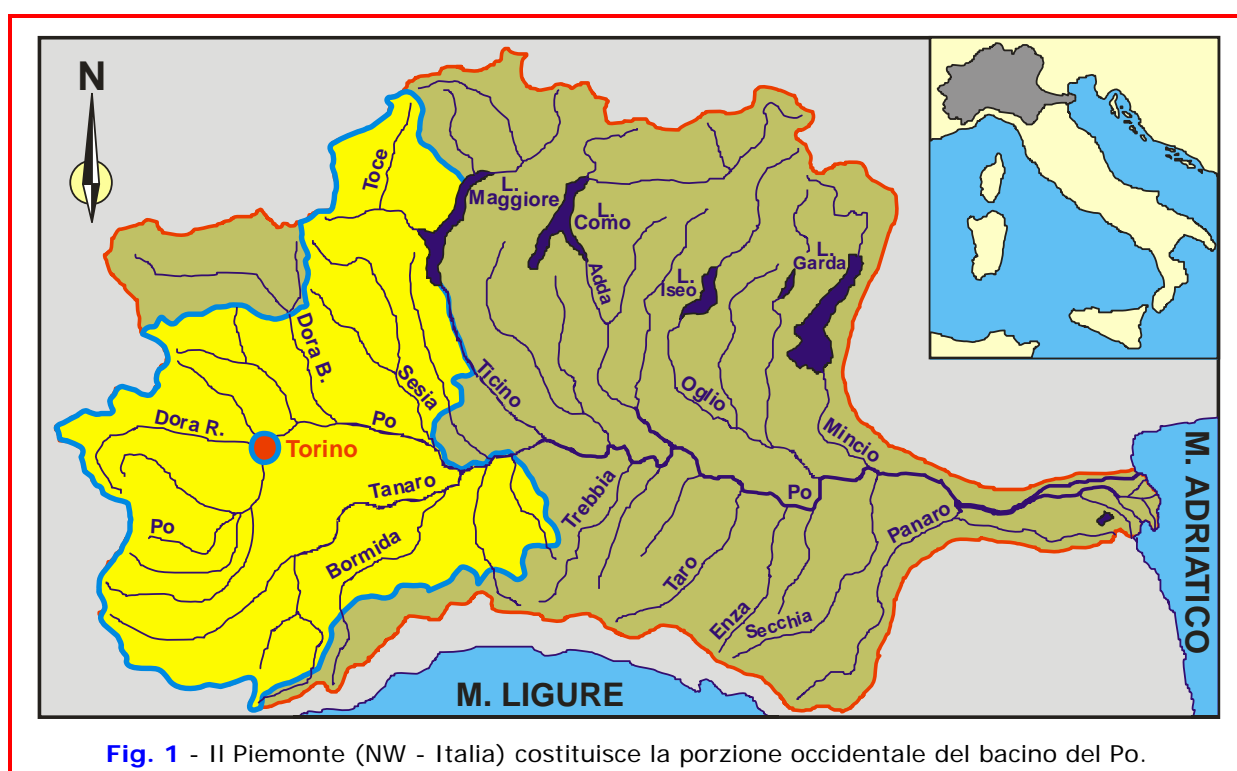 N
Toce
L.
Maggiore
L.
Como
L.
Garda
L.
Iseo
Adda
Dora B.
Sesia
Ticino
Oglio
Mincio
Dora R.
Po
Torino
Tanaro
Po
Bormida
Trebbia
Po
Panaro
Taro
Enza
Secchia
M. ADRIATICO
M. LIGURE
Fig. 1 - Il Piemonte (NW - Italia) costituisce la porzione occidentale del bacino del Po.